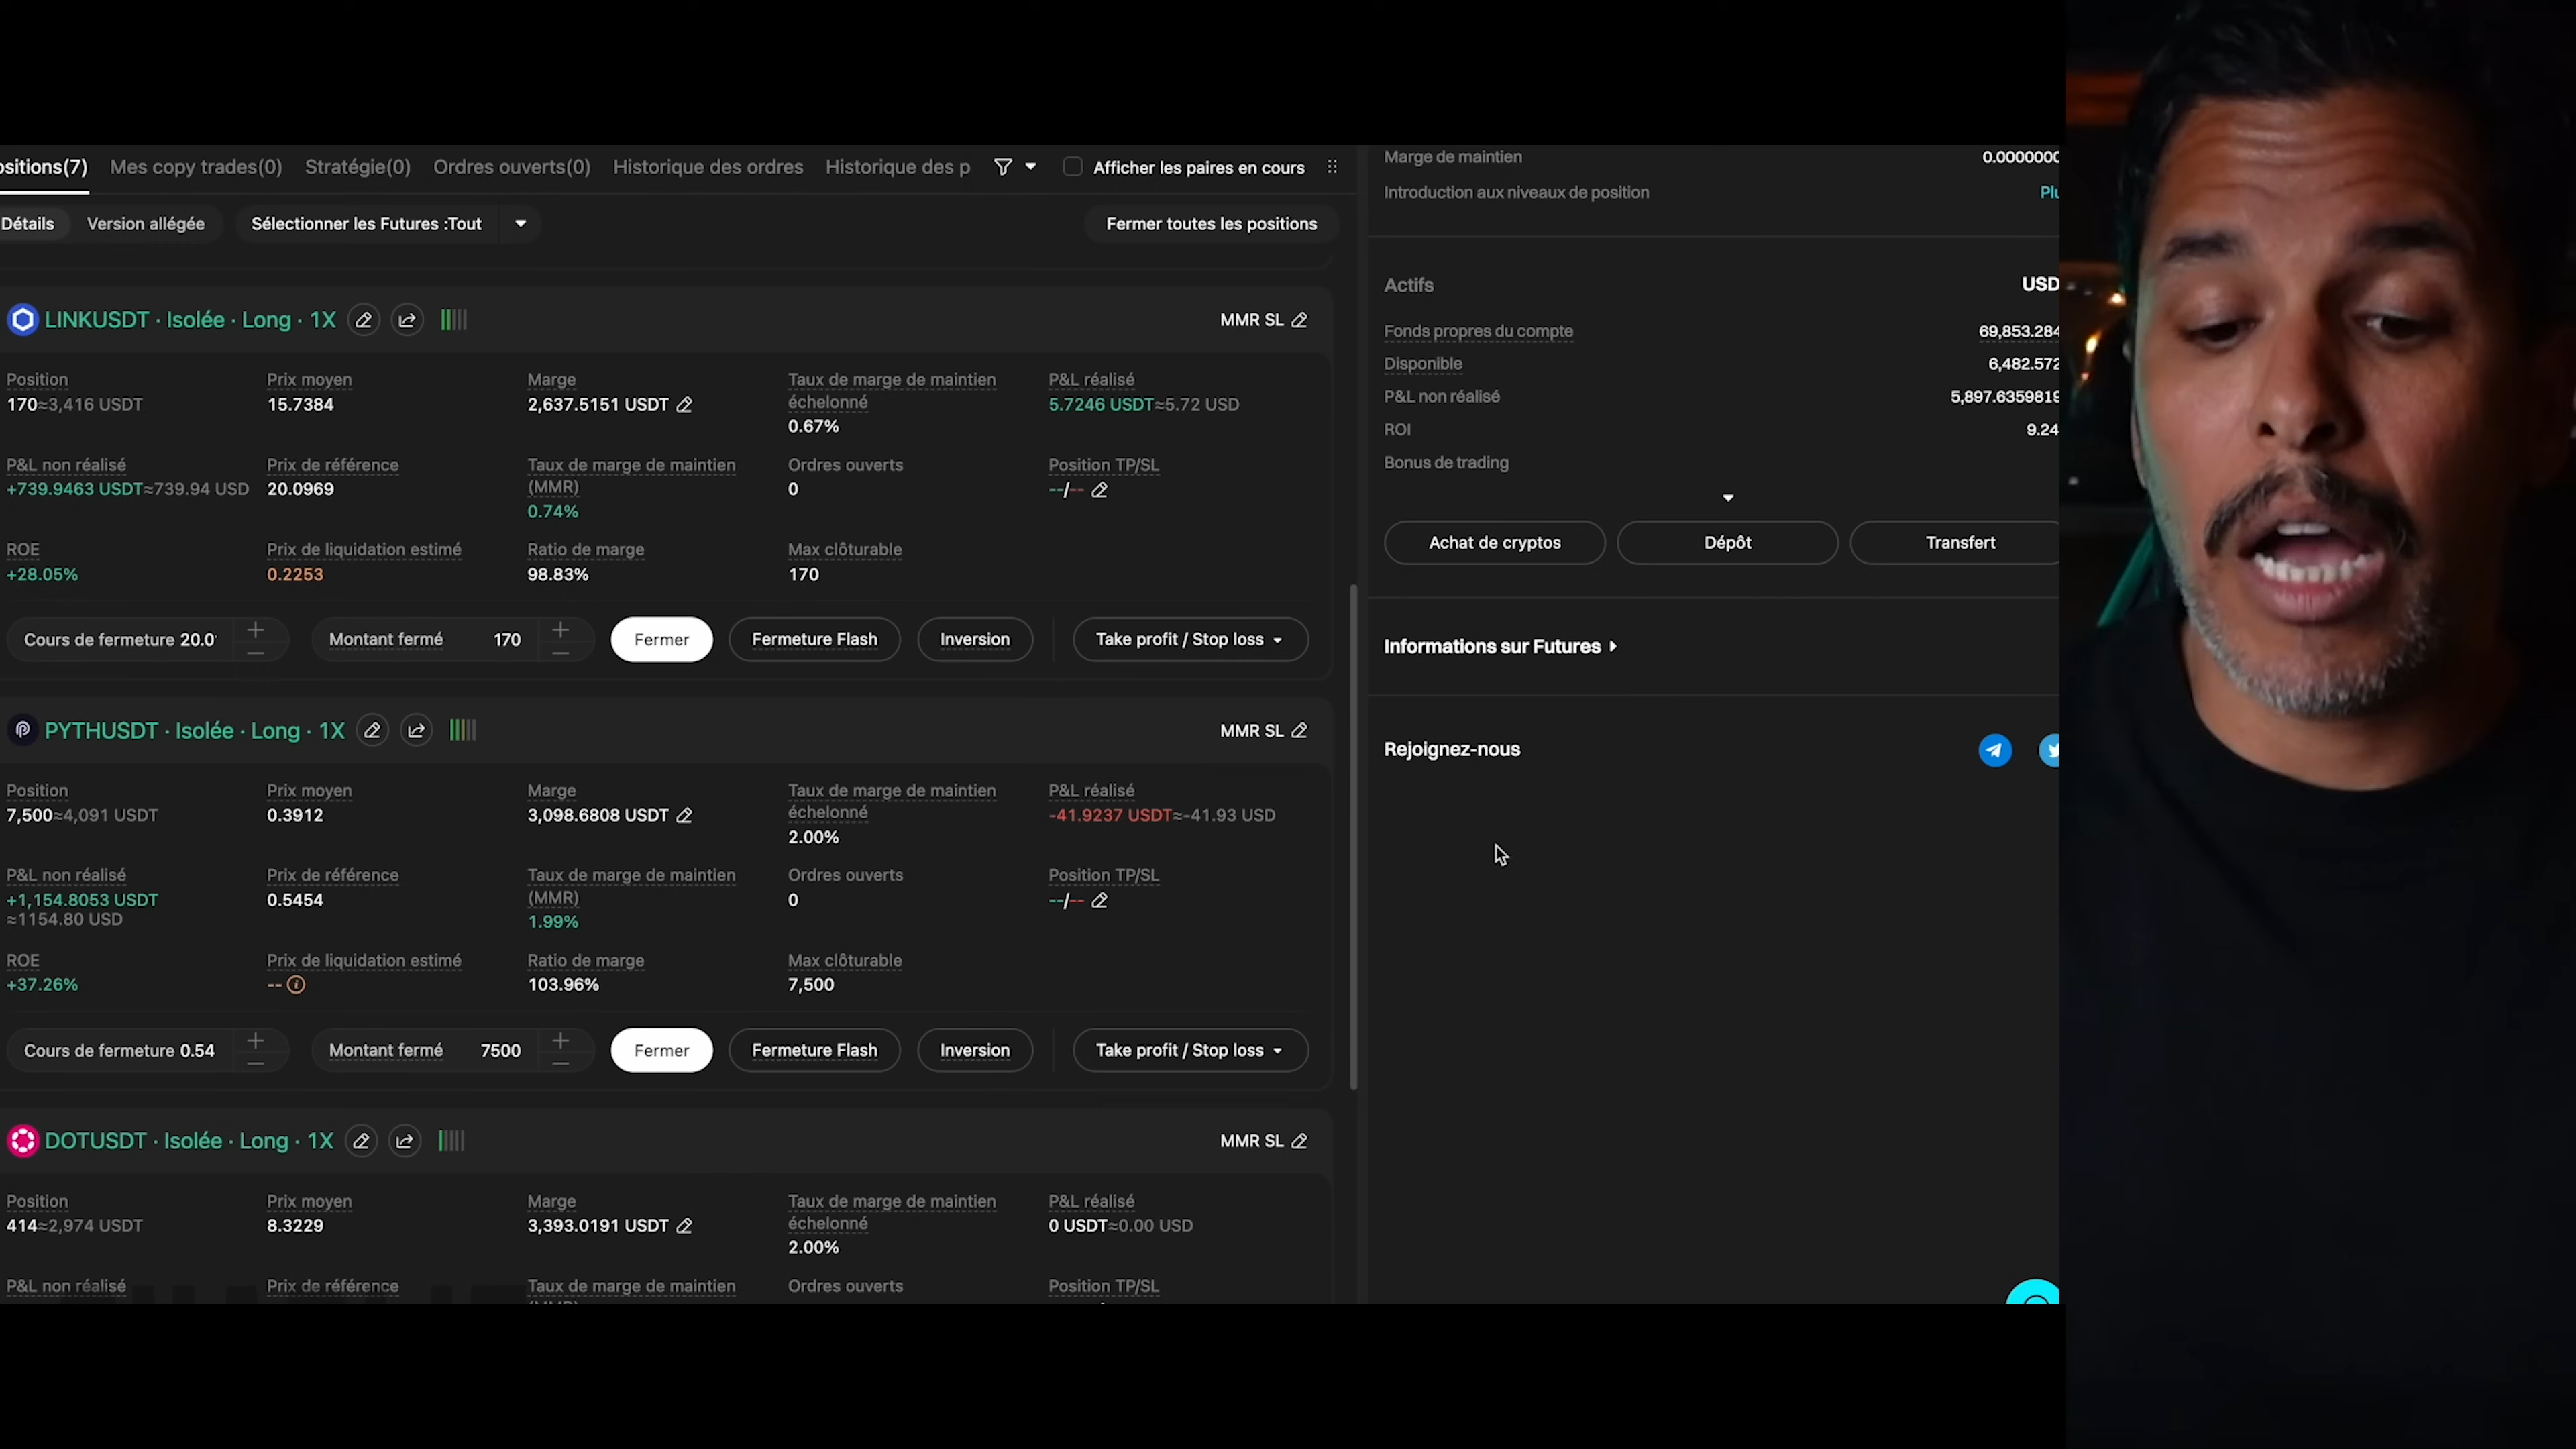 ositions(7) Mes copy trades(0) Stratégie(0) Ordres ouverts(0) Historique des ordres Historique des p Afficher les paires en cours
Détails Version allégée Sélectionner les Futures :Tout Fermer toutes les positions
LINKUSDT · Isolée · Long · 1X MMR SL
Position Prix moyen Marge Taux de marge de maintien échelonné P&L réalisé
170≈3,416 USDT 15.7384 2,637.5151 USDT 0.67% 5.7246 USDT≈5.72 USD
P&L non réalisé Prix de référence Taux de marge de maintien (MMR) Ordres ouverts Position TP/SL
+739.9463 USDT≈739.94 USD 20.0969 0.74% 0 --/--
ROE Prix de liquidation estimé Ratio de marge Max clôturable
+28.05% 0.2253 98.83% 170
Cours de fermeture 20.0 Montant fermé 170 Fermer Fermeture Flash Inversion Take profit / Stop loss
PYTHUSDT · Isolée · Long · 1X MMR SL
Position Prix moyen Marge Taux de marge de maintien échelonné P&L réalisé
7,500≈4,091 USDT 0.3912 3,098.6808 USDT 2.00% -41.9237 USDT≈-41.93 USD
P&L non réalisé Prix de référence Taux de marge de maintien (MMR) Ordres ouverts Position TP/SL
+1,154.8053 USDT 0.5454 1.99% 0 --/--
≈1154.80 USD
ROE Prix de liquidation estimé Ratio de marge Max clôturable
+37.26% -- 103.96% 7,500
Cours de fermeture 0.54 Montant fermé 7500 Fermer Fermeture Flash Inversion Take profit / Stop loss
DOTUSDT · Isolée · Long · 1X MMR SL
Position Prix moyen Marge Taux de marge de maintien échelonné P&L réalisé
414≈2,974 USDT 8.3229 3,393.0191 USDT 2.00% 0 USDT≈0.00 USD
P&L non réalisé Prix de référence Taux de marge de maintien Ordres ouverts Position TP/SL
Marge de maintien 0.0000000
Introduction aux niveaux de position Plu
Actifs USD
Fonds propres du compte 69,853.284
Disponible 6,482.572
P&L non réalisé 5,897.6359819
ROI 9.24
Bonus de trading
Achat de cryptos Dépôt Transfert
Informations sur Futures
Rejoignez-nous